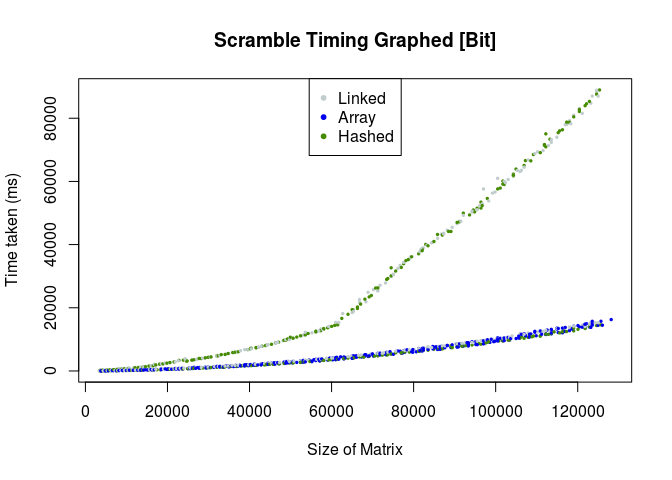 Scramble Timing Graphed [Bit]
Linked
Array
Hashed
Time taken (ms)
80000
60000
40000
20000
0
0 20000 40000 60000 80000 100000 120000
Size of Matrix